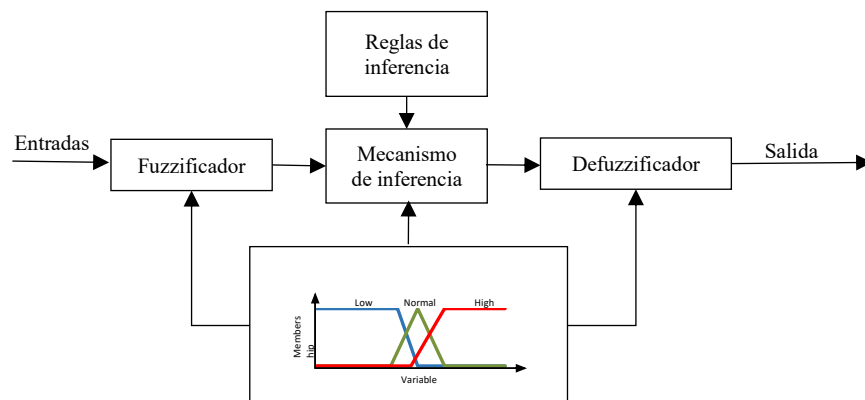 Reglas de
inferencia
Entradas
Fuzzificador
Mecanismo
de inferencia
Defuzzificador
Salida
Low
Normal
High
Members
hip
Variable